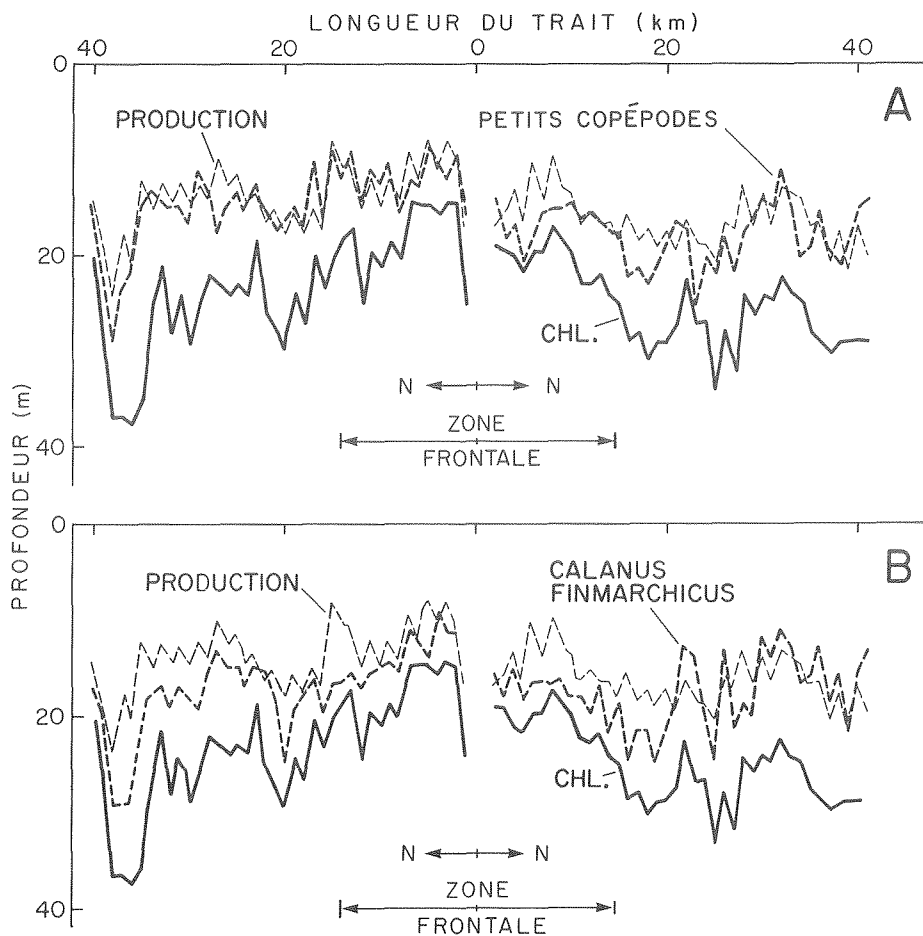 LONGUEUR DU TRAIT (km)
40 20 0 20 40
0
A
PRODUCTION
PETITS COPÉPODES
20
CHL.
N N
ZONE
FRONTALE
40
PROFONDEUR (m)
0
B
PRODUCTION
CALANUS
FINMARCHICUS
20
CHL.
N N
ZONE
FRONTALE
40